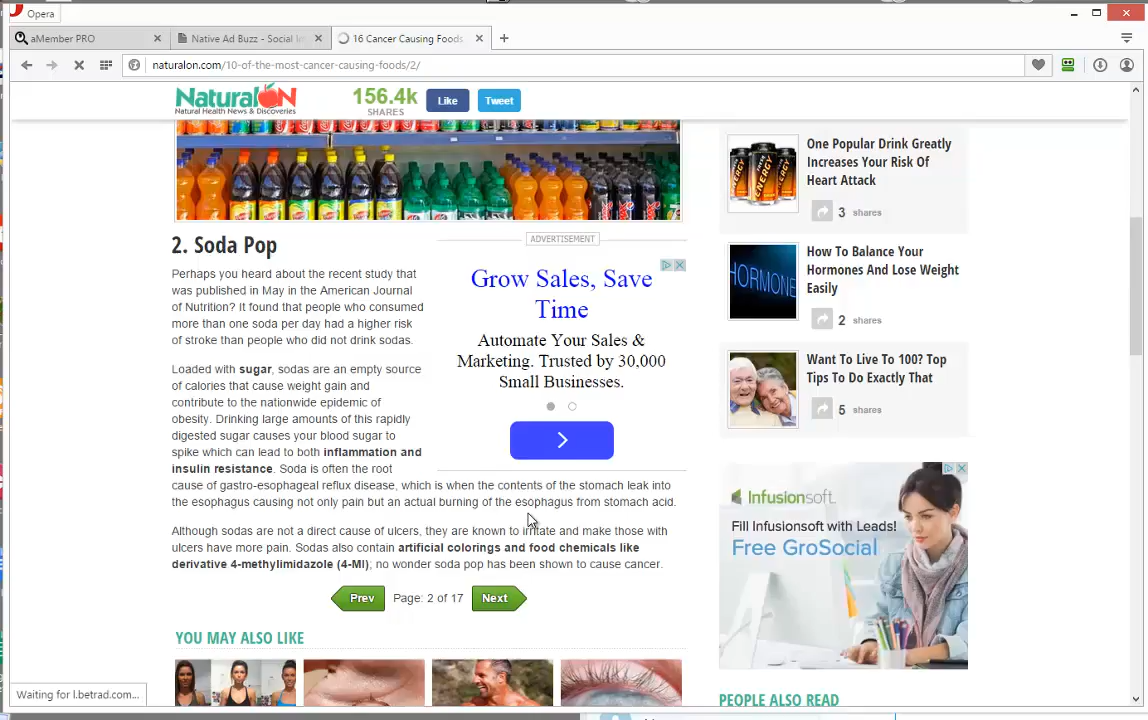 Opera
aMember PRO
Native Ad Buzz - Social In
16 Cancer Causing Foods
naturalon.com/10-of-the-most-cancer-causing-foods/2/
NaturalON
Natural Health News & Discoveries
156.4k
SHARES
Like
Tweet
2. Soda Pop
Perhaps you heard about the recent study that
was published in May in the American Journal
of Nutrition? It found that people who consumed
more than one soda per day had a higher risk
of stroke than people who did not drink sodas.
Loaded with sugar, sodas are an empty source
of calories that cause weight gain and
contribute to the nationwide epidemic of
obesity. Drinking large amounts of this rapidly
digested sugar causes your blood sugar to
spike which can lead to both inflammation and
insulin resistance. Soda is often the root
cause of gastro-esophageal reflux disease, which is when the contents of the stomach leak into
the esophagus causing not only pain but an actual burning of the esophagus from stomach acid.
Although sodas are not a direct cause of ulcers, they are known to irritate and make those with
ulcers have more pain. Sodas also contain artificial colorings and food chemicals like
derivative 4-methylimidazole (4-MI); no wonder soda pop has been shown to cause cancer.
ADVERTISEMENT
Grow Sales, Save
Time
Automate Your Sales &
Marketing. Trusted by 30,000
Small Businesses.
Prev
Page: 2 of 17
Next
YOU MAY ALSO LIKE
One Popular Drink Greatly
Increases Your Risk Of
Heart Attack
3 shares
ENERGY
HORMONE
How To Balance Your
Hormones And Lose Weight
Easily
2 shares
Want To Live To 100? Top
Tips To Do Exactly That
5 shares
Infusionsoft.
Fill Infusionsoft with Leads!
Free GroSocial
PEOPLE ALSO READ
Waiting for l.betrad.com...